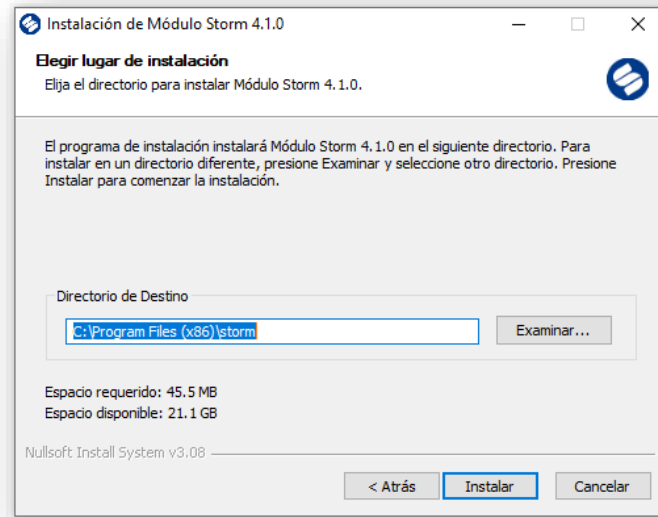 Instalación de Módulo Storm 4.1.0
Elegir lugar de instalación
Elija el directorio para instalar Módulo Storm 4.1.0.
El programa de instalación instalará Módulo Storm 4.1.0 en el siguiente directorio. Para
instalar en un directorio diferente, presione Examinar y seleccione otro directorio. Presione
Instalar para comenzar la instalación.
Directorio de Destino
C:\Program Files (x86)\storm
Examinar...
Espacio requerido: 45.5 MB
Espacio disponible: 21.1 GB
Nullsoft Install System v3.08
< Atrás
Instalar
Cancelar